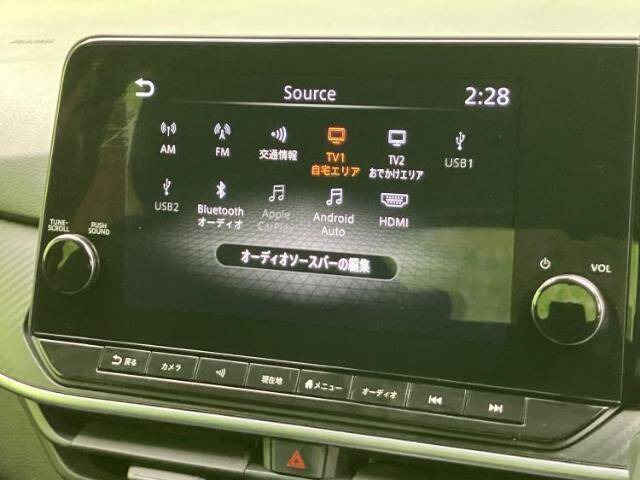 Source
2:28
AM
FM
交通情報
TV1
自宅エリア
TV2
おでかけエリア
USB1
USB2
Bluetooth
オーディオ
Apple
CarPlay
Android
Auto
HDMI
オーディオソースバーの編集
TUNE·
SCROLL
PUSH
SOUND
VOL
戻る
カメラ
現在地
メニュー
オーディオ